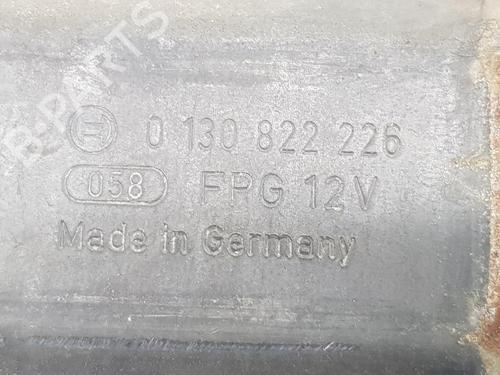 B-PARTS
0 130 822 226
058 FPG 12V
Made in Germany